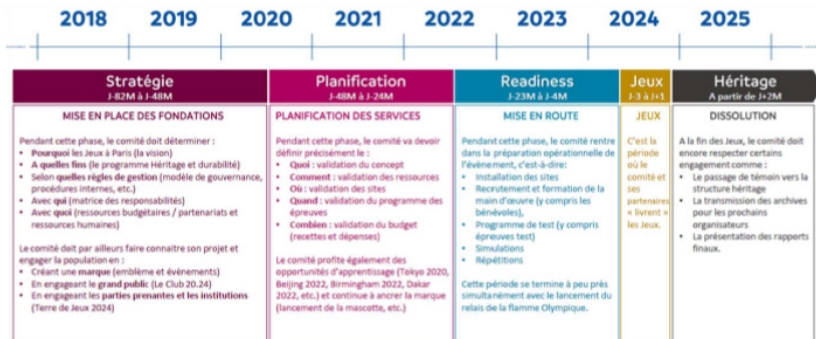 2018 2019 2020 2021 2022 2023 2024 2025
Stratégie
J-82M à J-48M
MISE EN PLACE DES FONDATIONS
Pendant cette phase, le comité doit déterminer :
• Pourquoi les Jeux à Paris (la vision)
• A quelles fins (le programme Héritage et durabilité)
• Selon quelles règles de gestion (modèle de gouvernance,
procédures internes, etc.)
• Avec qui (matrice des responsabilités)
• Avec quoi (ressources budgétaires / partenariats et
ressources humaines)
Le comité doit par ailleurs faire connaitre son projet et
engager la population en :
• Créant une marque (emblème et évènements)
• En engageant le grand public (Le Club 20.24)
• En engageant les parties prenantes et les institutions
(Terre de Jeux 2024)
Planification
J-48M à J-24M
PLANIFICATION DES SERVICES
Pendant cette phase, le comité va devoir
définir précisément le :
• Quoi : validation du concept
• Comment : validation des ressources
• Où : validation des sites
• Quand : validation du programme des
épreuves
• Combien : validation du budget
(recettes et dépenses)
Le comité profite également des
opportunités d'apprentissage (Tokyo 2020,
Beijing 2022, Birmingham 2022, Dakar
2022, etc.) et continue à ancrer la marque
(lancement de la mascotte, etc.)
Readiness
J-23M à J-4M
MISE EN ROUTE
Pendant cette phase, le comité rentre
dans la préparation opérationnelle de
l'évènement, c'est-à-dire:
• Installation des sites
• Recrutement et formation de la
main d'œuvre (y compris les
bénévoles),
• Programme de test (y compris
épreuves test)
• Simulations
• Répétitions
Cette période se termine à peu près
simultanément avec le lancement du
relais de la flamme Olympique.
Jeux
J-3 à J+1
JEUX
C'est la
période
où le
comité et
ses
partenaires
« livrent »
les Jeux.
Héritage
A partir de J+2M
DISSOLUTION
A la fin des Jeux, le comité doit
encore respecter certains
engagement comme :
• Le passage de témoin vers la
structure héritage
• La transmission des archives
pour les prochains
organisateurs
• La présentation des rapports
finaux.